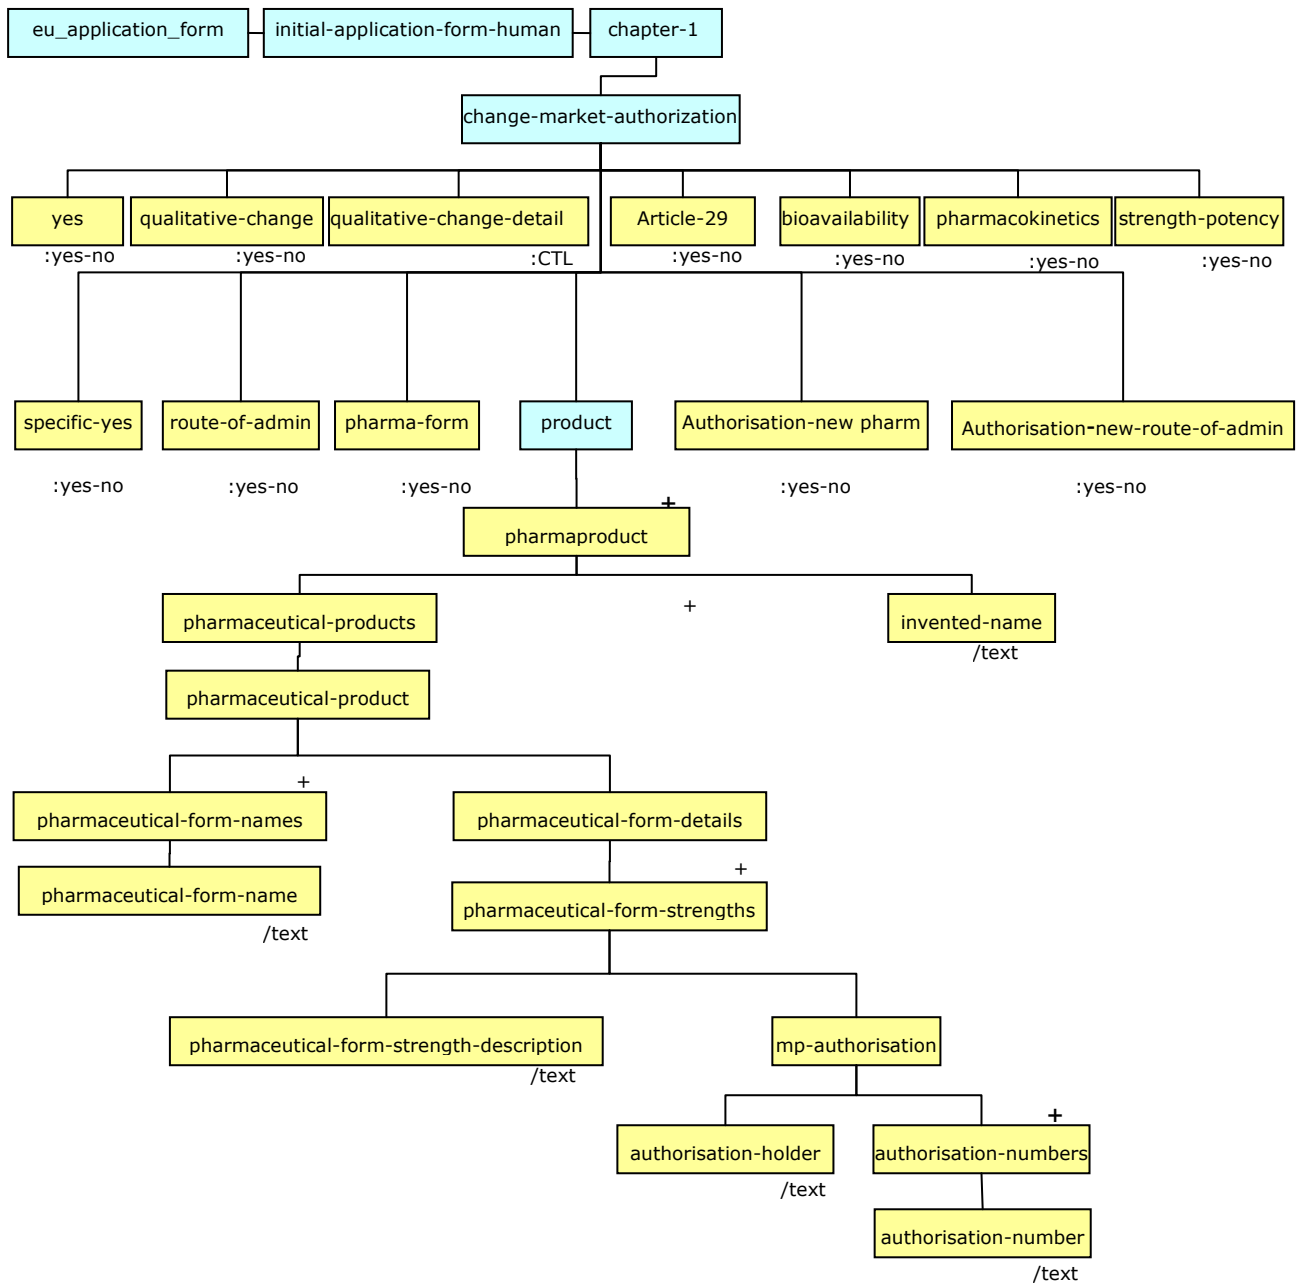 eu_application_form
initial-application-form-human
chapter-1
change-market-authorization
yes
qualitative-change
qualitative-change-detail
Article-29
bioavailability
pharmacokinetics
strength-potency
:yes-no
:yes-no
:CTL
:yes-no
:yes-no
:yes-no
:yes-no
specific-yes
route-of-admin
pharma-form
product
Authorisation-new pharm
Authorisation-new-route-of-admin
:yes-no
:yes-no
:yes-no
:yes-no
:yes-no
+
pharmaproduct
+
pharmaceutical-products
invented-name
/text
pharmaceutical-product
+
pharmaceutical-form-names
pharmaceutical-form-details
+
pharmaceutical-form-name
pharmaceutical-form-strengths
/text
pharmaceutical-form-strength-description
mp-authorisation
/text
+
authorisation-holder
authorisation-numbers
/text
authorisation-number
/text